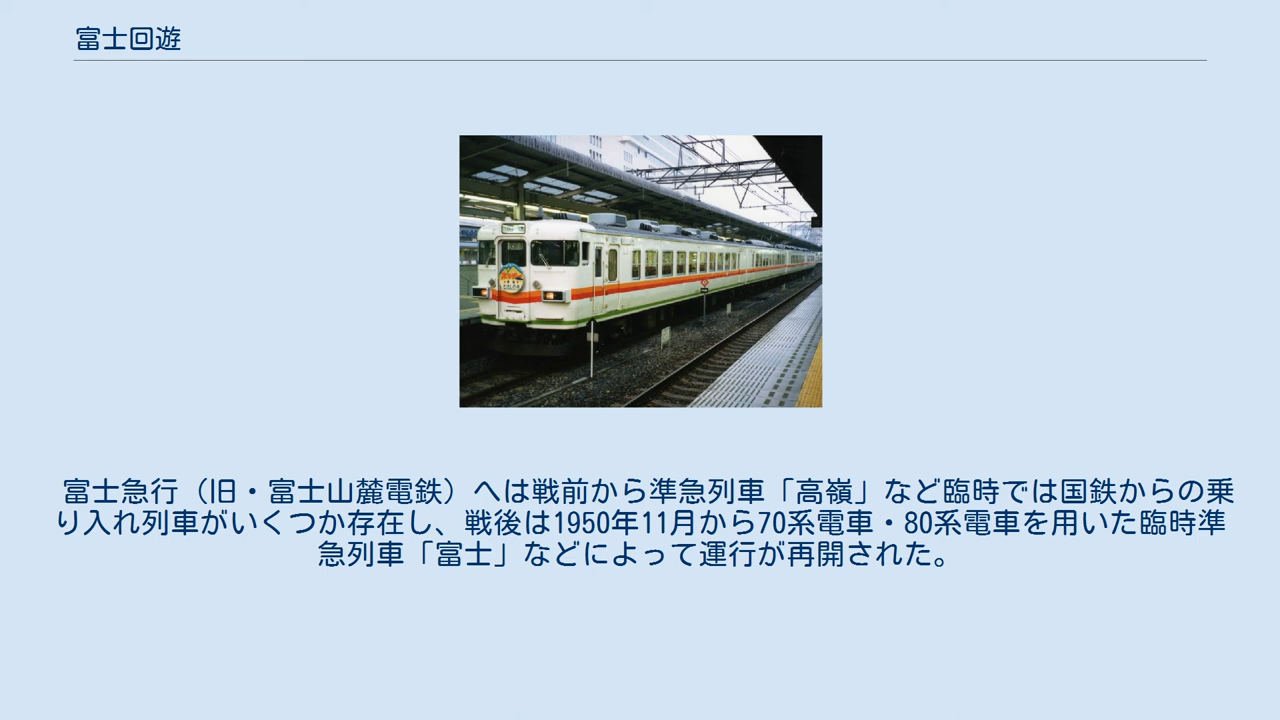 富士回遊
富士急行（旧・富士山麓電鉄）へは戦前から準急列車「高嶺」など臨時では国鉄からの乗
り入れ列車がいくつか存在し、戦後は1950年11月から70系電車・80系電車を用いた臨時準
急列車「富士」などによって運行が再開された。